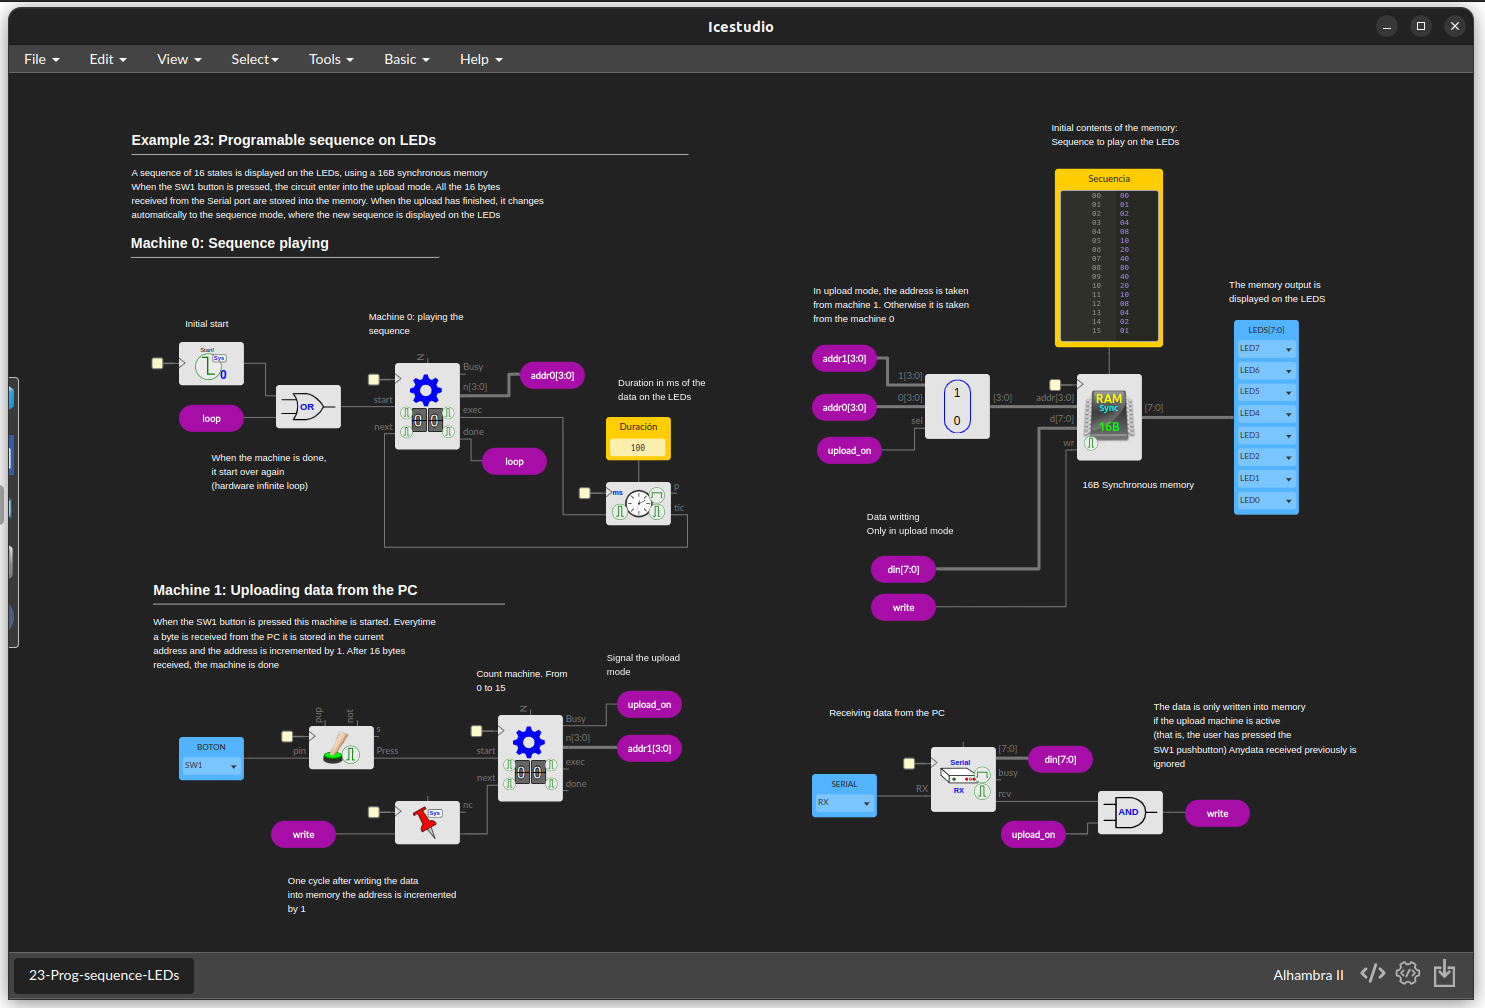 Icestudio
File Edit View Select Tools Basic Help
Example 23: Programable sequence on LEDs
A sequence of 16 states is displayed on the LEDs, using a 16B synchronous memory
When the SW1 button is pressed, the circuit enter into the upload mode. All the 16 bytes
received from the Serial port are stored into the memory. When the upload has finished, it changes
automatically to the sequence mode, where the new sequence is displayed on the LEDs
Machine 0: Sequence playing
Initial start
Start!
Sys
0
loop
OR
When the machine is done,
it start over again
(hardware infinite loop)
Machine 0: playing the
sequence
N
Busy
n[3:0]
start
exec
next
done
0 0
addr0[3:0]
loop
Duration in ms of the
data on the LEDs
Duración
100
ms
p
tic
Machine 1: Uploading data from the PC
When the SW1 button is pressed this machine is started. Everytime
a byte is received from the PC it is stored in the current
address and the address is incremented by 1. After 16 bytes
received, the machine is done
BOTON
SW1
pup
not
pin
s
Press
write
Sys
nc
One cycle after writing the data
into memory the address is incremented
by 1
Count machine. From
0 to 15
N
Busy
n[3:0]
start
exec
next
done
0 0
Signal the upload
mode
upload_on
addr1[3:0]
Initial contents of the memory:
Sequence to play on the LEDs
Secuencia
00 00
01 01
02 02
03 04
04 08
05 10
06 20
07 40
08 80
09 40
10 20
11 10
12 08
13 04
14 02
15 01
In upload mode, the address is taken
from machine 1. Otherwise it is taken
from the machine 0
addr1[3:0]
addr0[3:0]
upload_on
1[3:0]
0[3:0]
sel
1
0
[3:0]
addr[3:0]
d[7:0]
wr
RAM
Sync
16B
[7:0]
16B Synchronous memory
The memory output is
displayed on the LEDS
LEDS[7:0]
LED7
LED6
LED5
LED4
LED3
LED2
LED1
LED0
Data writting
Only in upload mode
din[7:0]
write
Receiving data from the PC
SERIAL
RX
RX
Serial
RX
[7:0]
busy
rcv
din[7:0]
upload_on
The data is only written into memory
if the upload machine is active
(that is, the user has pressed the
SW1 pushbutton) Anydata received previously is
ignored
AND
write
23-Prog-sequence-LEDs
Alhambra II